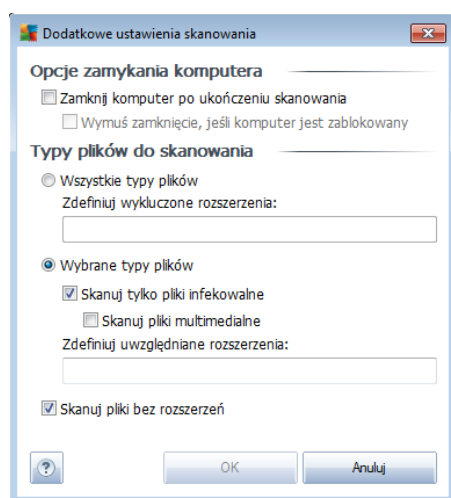 Dodatkowe ustawienia skanowania
Opcje zamykania komputera
Zamknij komputer po ukończeniu skanowania
Wymuś zamknięcie, jeśli komputer jest zablokowany
Typy plików do skanowania
Wszystkie typy plików
Zdefiniuj wykluczone rozszerzenia:
Wybrane typy plików
Skanuj tylko pliki infekowalne
Skanuj pliki multimedialne
Zdefiniuj uwzględniane rozszerzenia:
Skanuj pliki bez rozszerzeń
? OK Anuluj